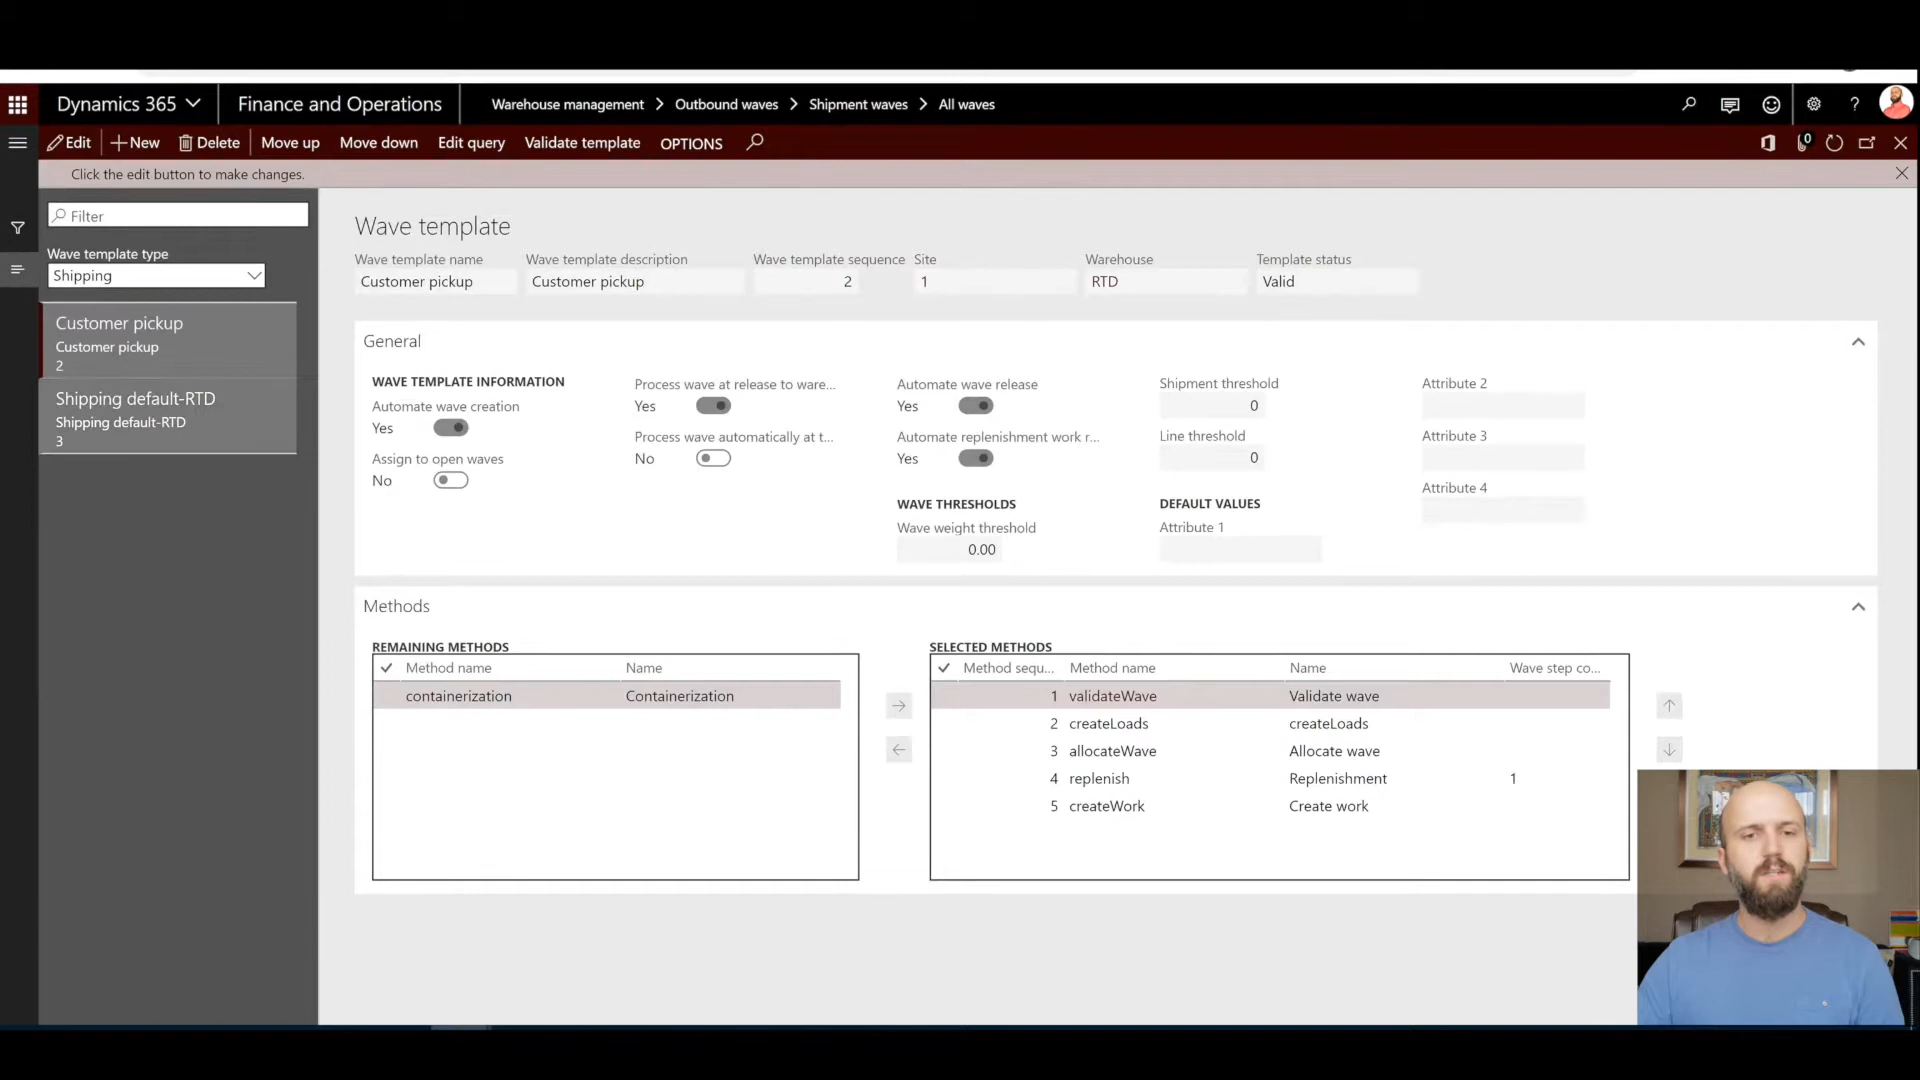 Dynamics 365
Finance and Operations
Warehouse management
Outbound waves
Shipment waves
All waves
?
Edit
New
Delete
Move up
Move down
Edit query
Validate template
OPTIONS
0
Click the edit button to make changes.
Filter
Wave template type
Shipping
Customer pickup
Customer pickup
2
Shipping default-RTD
Shipping default-RTD
3
Wave template
Wave template name
Customer pickup
Wave template description
Customer pickup
Wave template sequence
2
Site
1
Warehouse
RTD
Template status
Valid
General
WAVE TEMPLATE INFORMATION
Automate wave creation
Yes
Assign to open waves
No
Process wave at release to ware...
Yes
Process wave automatically at t...
No
Automate wave release
Yes
Automate replenishment work r...
Yes
WAVE THRESHOLDS
Wave weight threshold
0.00
Shipment threshold
0
Line threshold
0
DEFAULT VALUES
Attribute 1
Attribute 2
Attribute 3
Attribute 4
Methods
REMAINING METHODS
Method name Name
containerization Containerization
SELECTED METHODS
Method sequ... Method name Name Wave step co...
1 validateWave Validate wave
2 createLoads createLoads
3 allocateWave Allocate wave
4 replenish Replenishment 1
5 createWork Create work